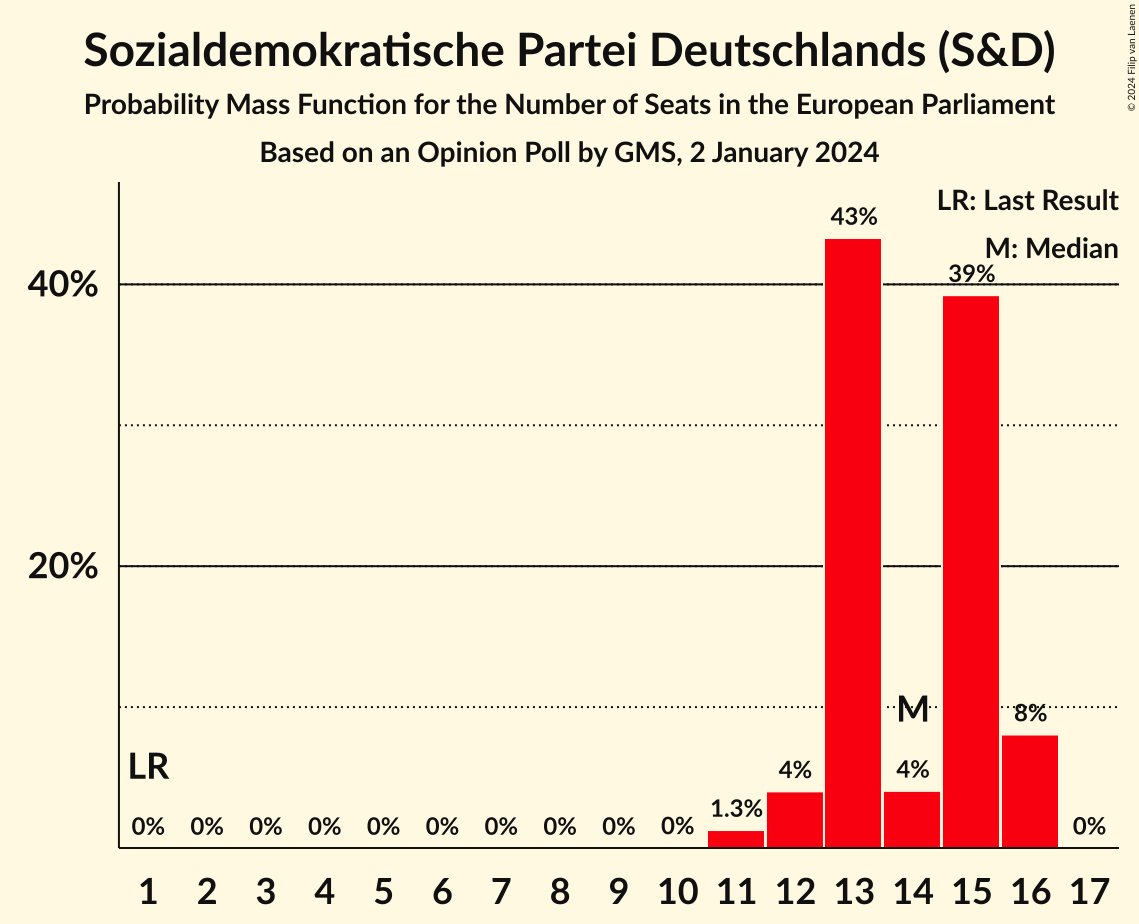 Sozialdemokratische Partei Deutschlands (S&D)
Probability Mass Function for the Number of Seats in the European Parliament
Based on an Opinion Poll by GMS, 2 January 2024
© 2024 Filip van Laenen
LR: Last Result
M: Median
43%
39%
40%
20%
M
8%
LR
4%
4%
1.3%
0% 0% 0% 0% 0% 0% 0% 0% 0% 0% 0%
1 2 3 4 5 6 7 8 9 10 11 12 13 14 15 16 17